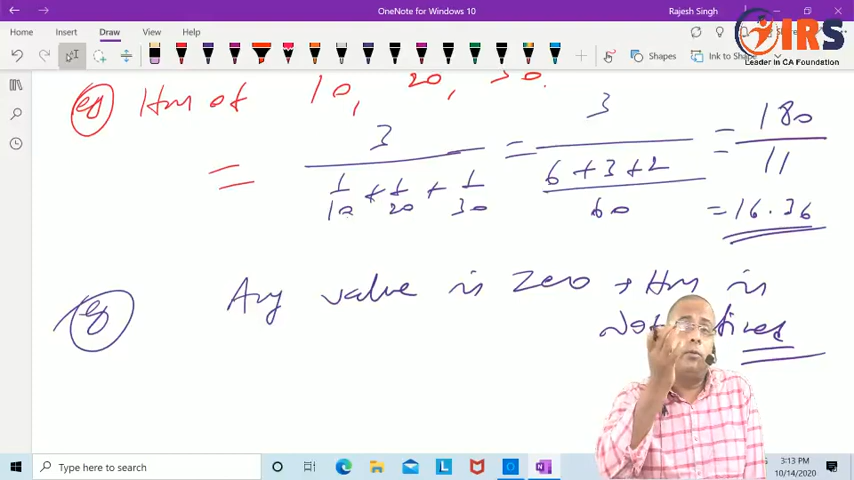 OneNote for Windows 10
Rajesh Singh
Home Insert Draw View Help
Shapes Ink to Shape
IRS
Leader in CA Foundation
eg Hm of 10, 20, 30.
= 3 / (1/10 + 1/20 + 1/30) = 3 / ((6+3+2)/60) = 180/11
= 16.36
eg Any value is zero → Hm is
Not
Type here to search
3:13 PM
10/14/2020